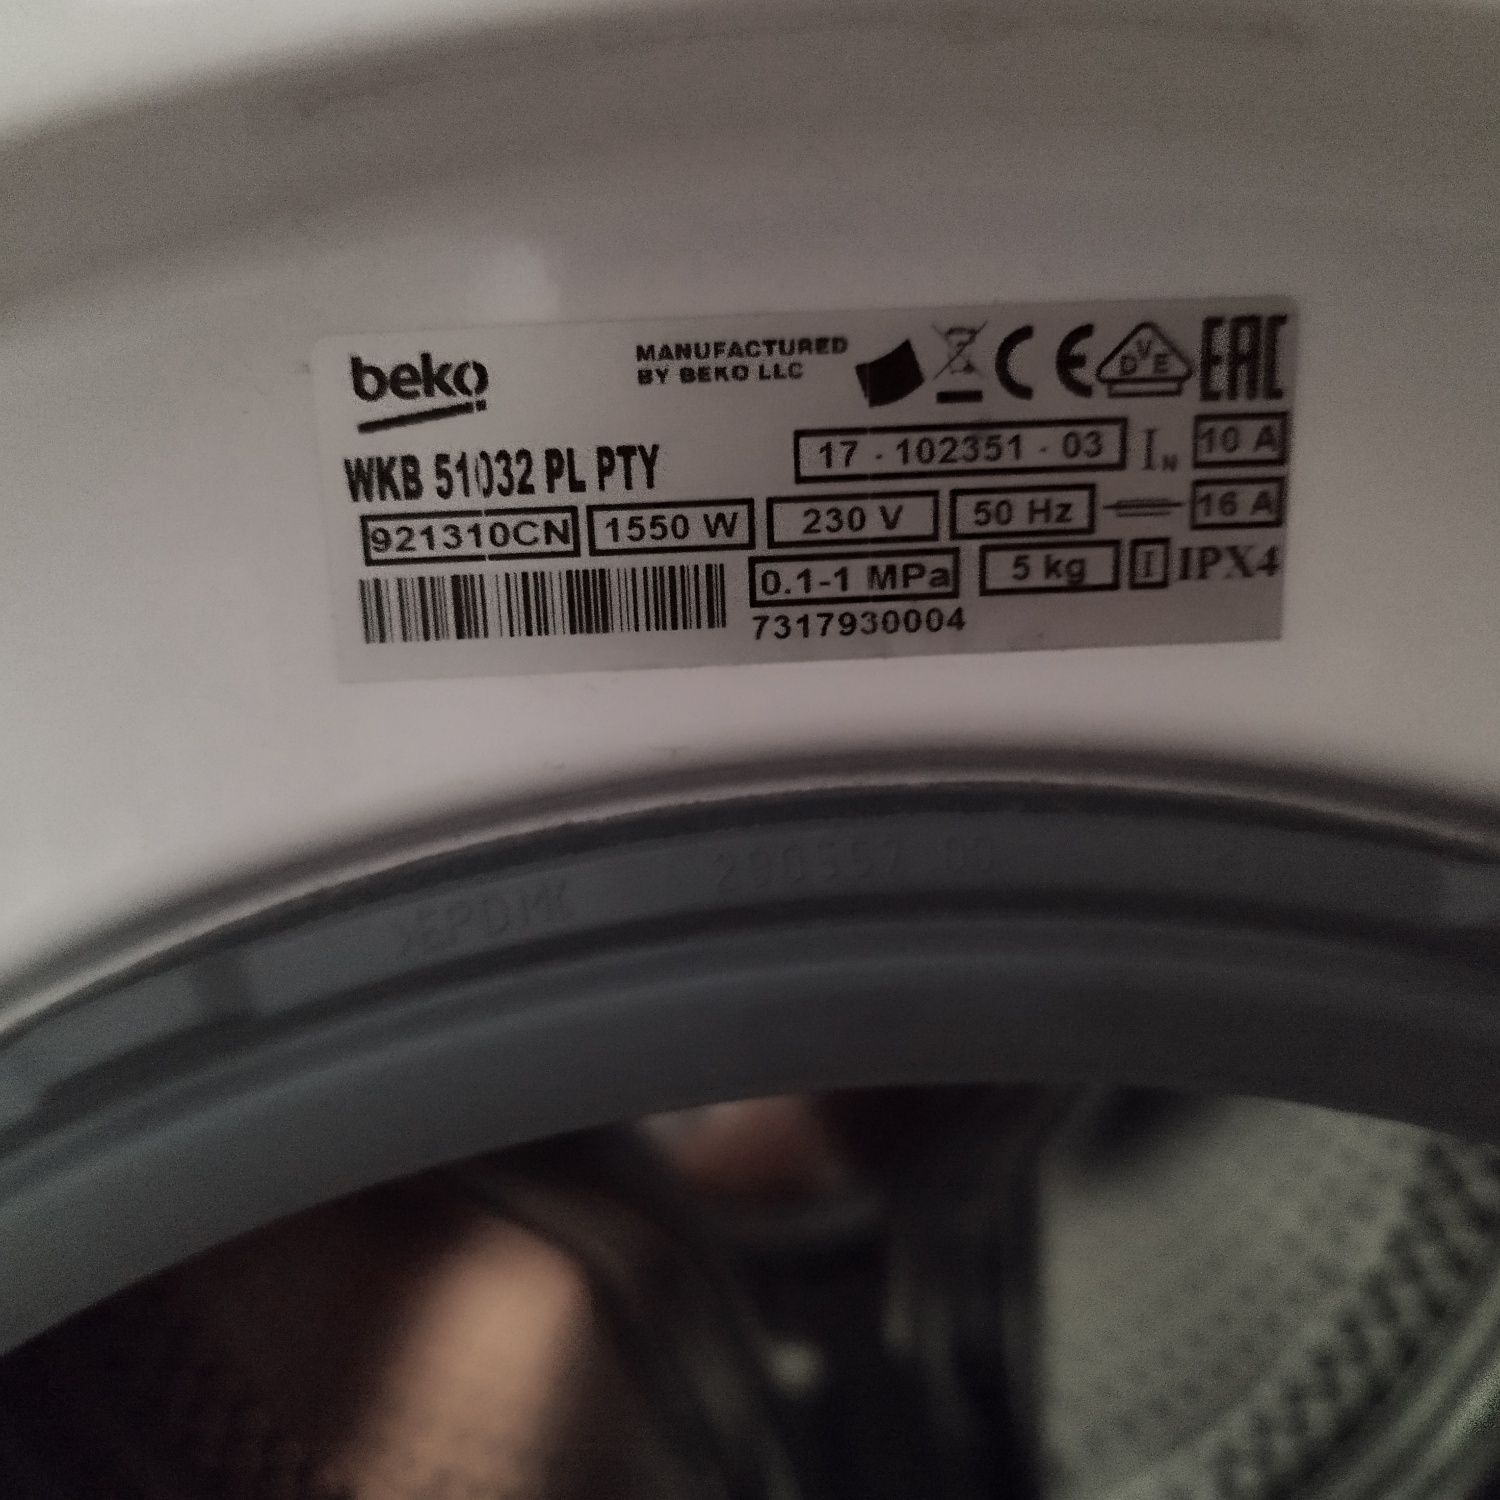 beko
MANUFACTURED
BY BEKO LLC
CE
DVE
EAC
WKB 51032 PL PTY
17 - 102351 - 03
IN
10 A
921310CN
1550 W
230 V
50 Hz
16 A
0.1-1 MPa
5 kg
I
IPX4
7317930004
>EPDM<